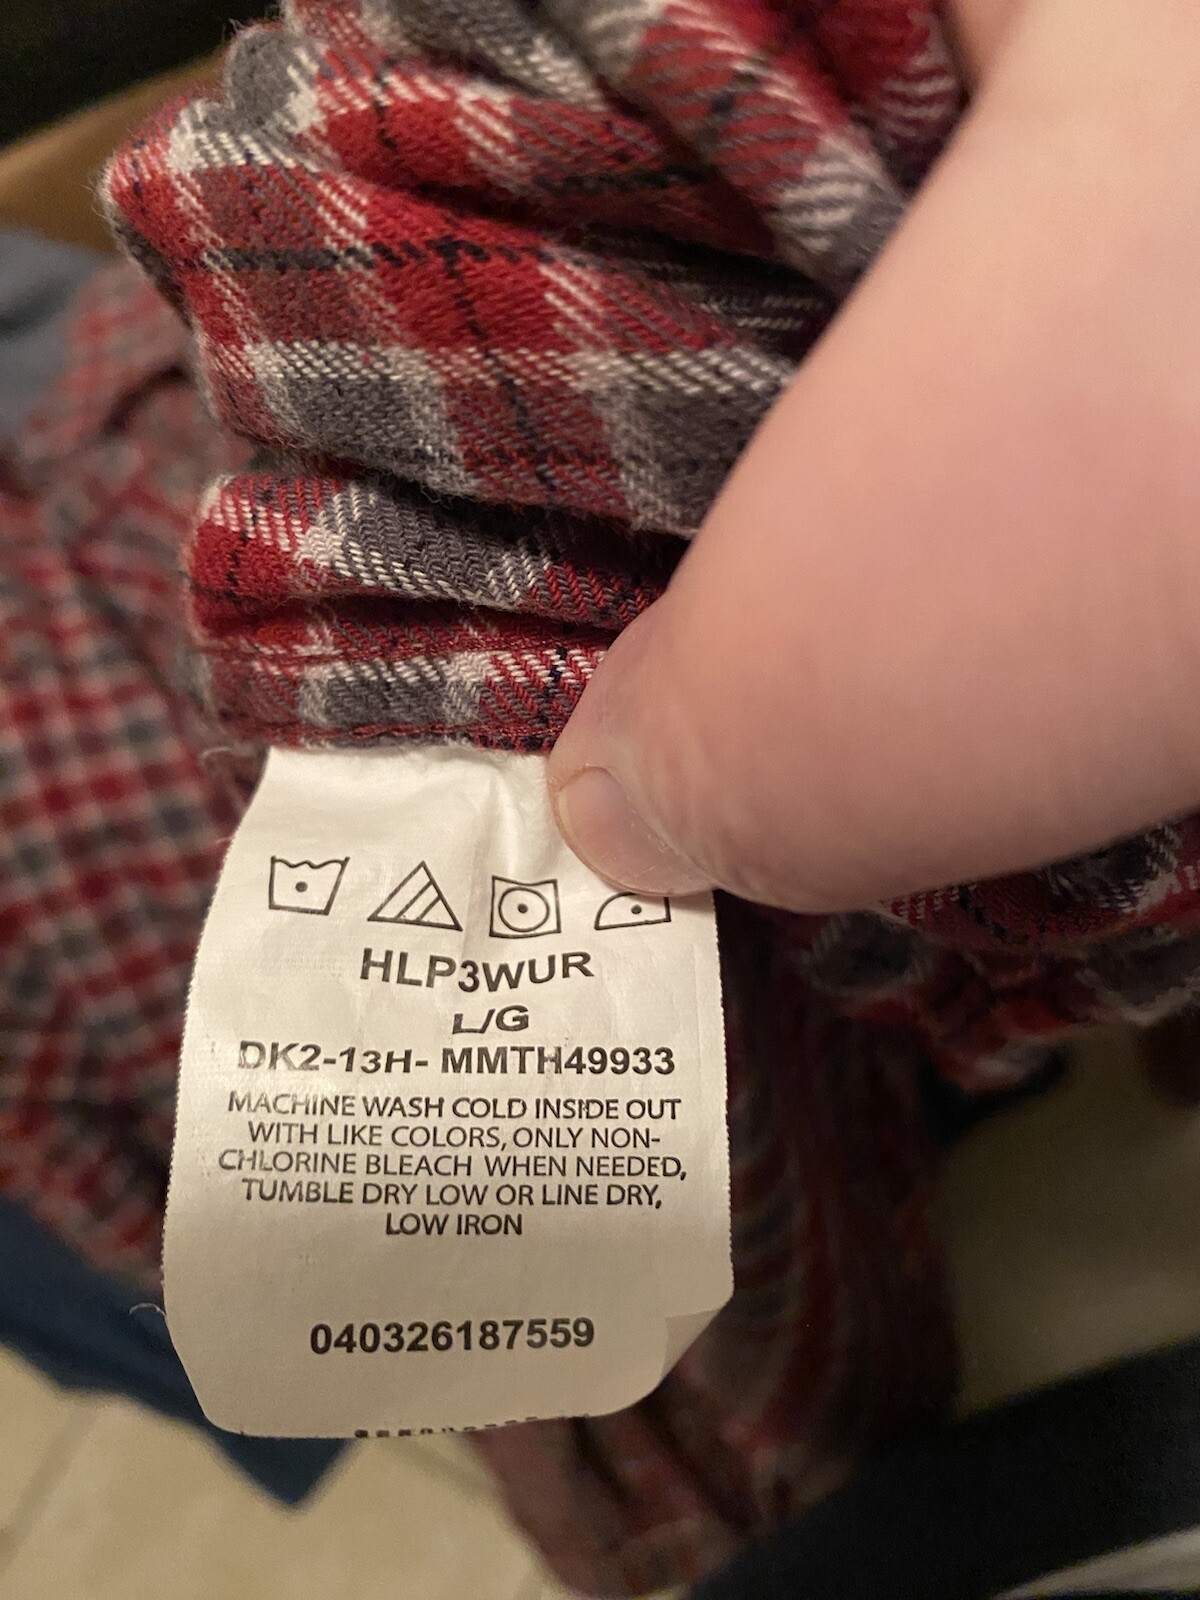 HLP3WUR
L/G
DK2-13H- MMTH49933
MACHINE WASH COLD INSIDE OUT
WITH LIKE COLORS, ONLY NON-
CHLORINE BLEACH WHEN NEEDED,
TUMBLE DRY LOW OR LINE DRY,
LOW IRON
040326187559